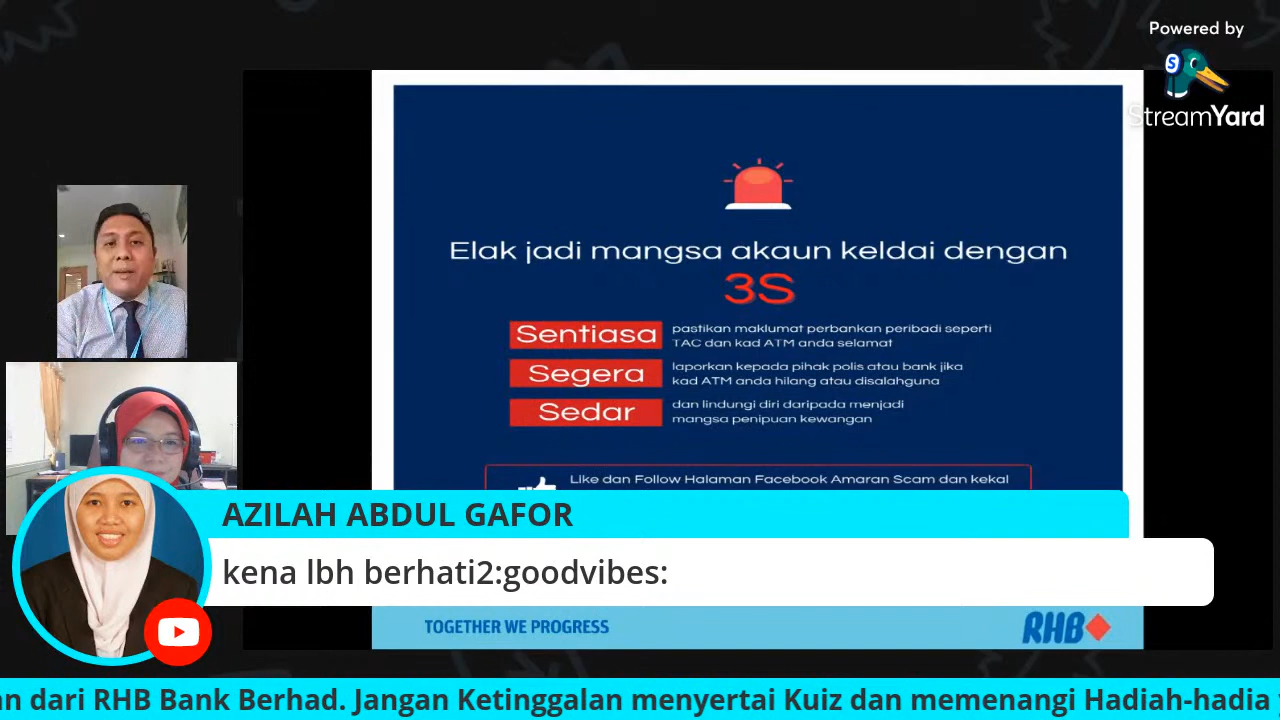 Powered by
StreamYard
Elak jadi mangsa akaun keldai dengan
3S
Sentiasa
pastikan maklumat perbankan peribadi seperti
TAC dan kad ATM anda selamat
Segera
laporkan kepada pihak polis atau bank jika
kad ATM anda hilang atau disalahguna
Sedar
dan lindungi diri daripada menjadi
mangsa penipuan kewangan
Like dan Follow Halaman Facebook Amaran Scam dan kekal
AZILAH ABDUL GAFOR
kena lbh berhati2:goodvibes:
TOGETHER WE PROGRESS
RHB
dari RHB Bank Berhad. Jangan Ketinggalan menyertai Kuiz dan memenangi Hadiah-hadia